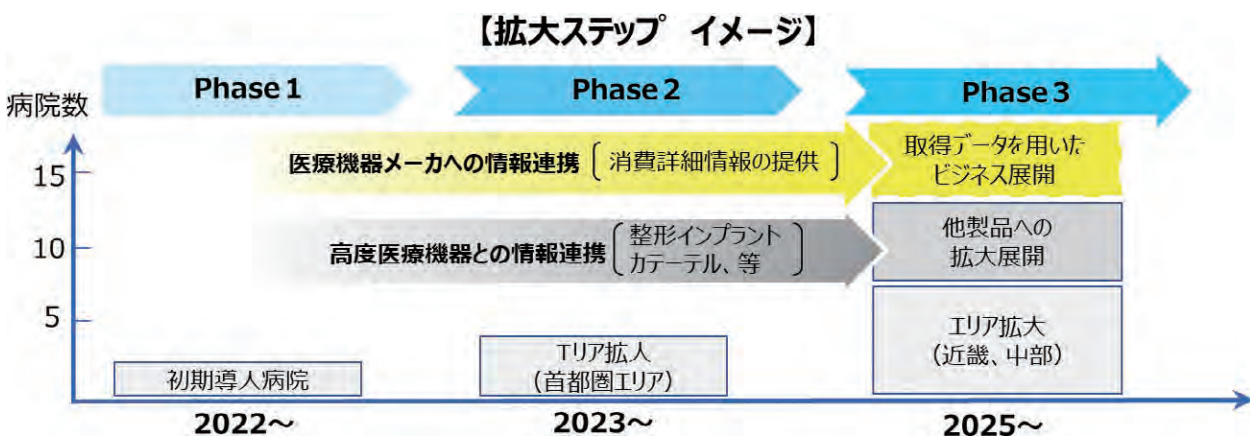 【拡大ステップ イメージ】
Phase 1
Phase 2
Phase 3
病院数
15
10
5
医療機器メーカへの情報連携
消費詳細情報の提供
取得データを用いた
ビジネス展開
高度医療機器との情報連携
整形インプラント
カテーテル、等
他製品への
拡大展開
初期導人病院
エリア拡人
(首都圏エリア)
エリア拡大
(近畿、中部)
2022~
2023~
2025~